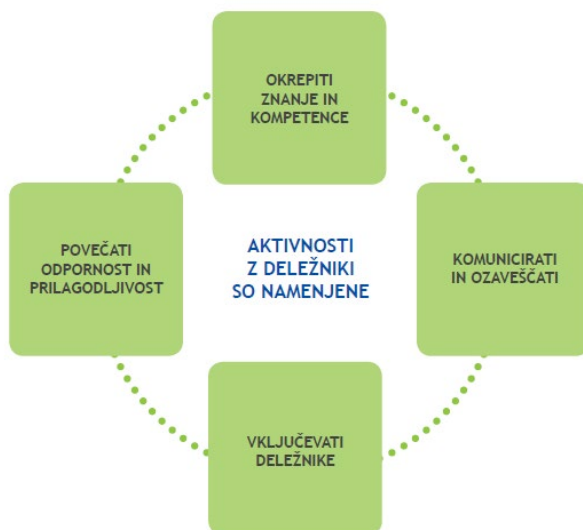 OKREPITI
ZNANJE IN
KOMPETENCE
POVEČATI
ODPORNOST IN
PRILAGODLJIVOST
AKTIVNOSTI
Z DELEŽNIKI
SO NAMENJENE
KOMUNICIRATI
IN OZAVEŠČATI
VKLJUČEVATI
DELEŽNIKE